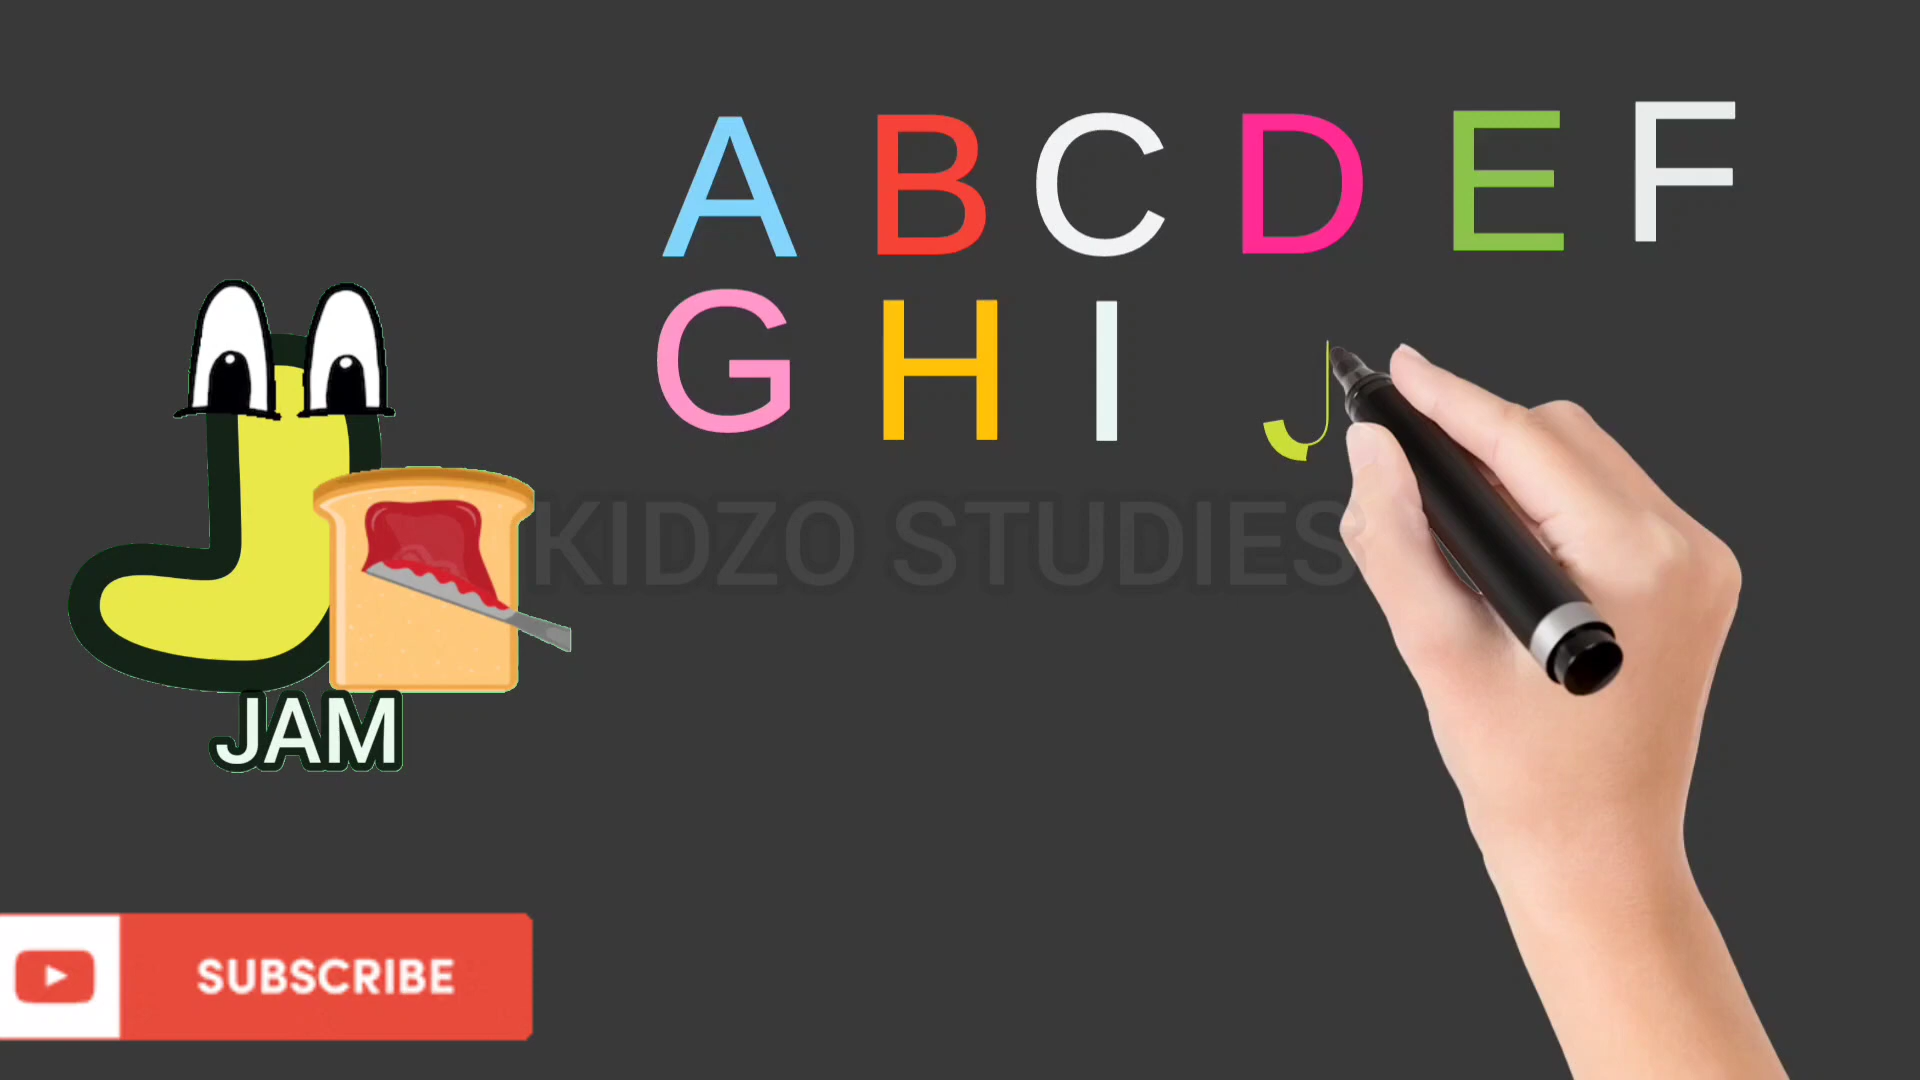 A B C D E F
G H I J
KIDZO STUDIES
JAM
SUBSCRIBE